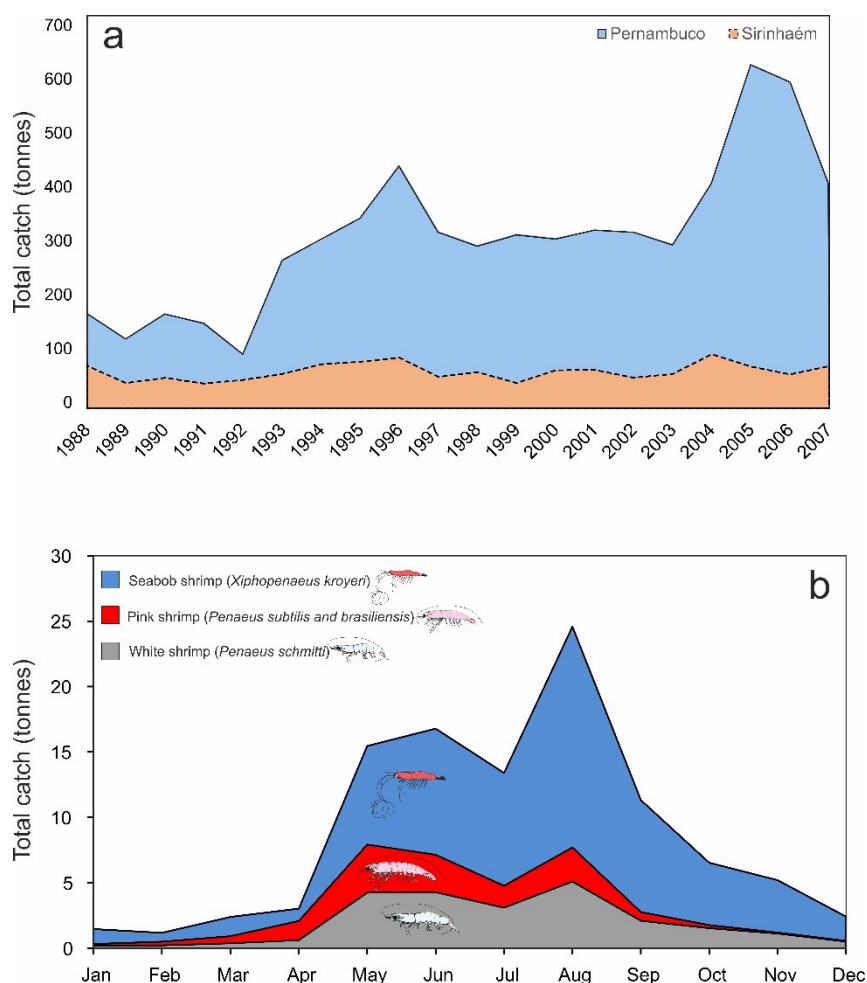 a
Pernambuco Sirinhaém
Total catch (tonnes)
700
600
500
400
300
200
100
0
1988 1989 1990 1991 1992 1993 1994 1995 1996 1997 1998 1999 2000 2001 2002 2003 2004 2005 2006 2007
b
Seabob shrimp (Xiphopenaeus kroyeri)
Pink shrimp (Penaeus subtilis and brasiliensis)
White shrimp (Penaeus schmitti)
Total catch (tonnes)
30
25
20
15
10
5
0
Jan Feb Mar Apr May Jun Jul Aug Sep Oct Nov Dec